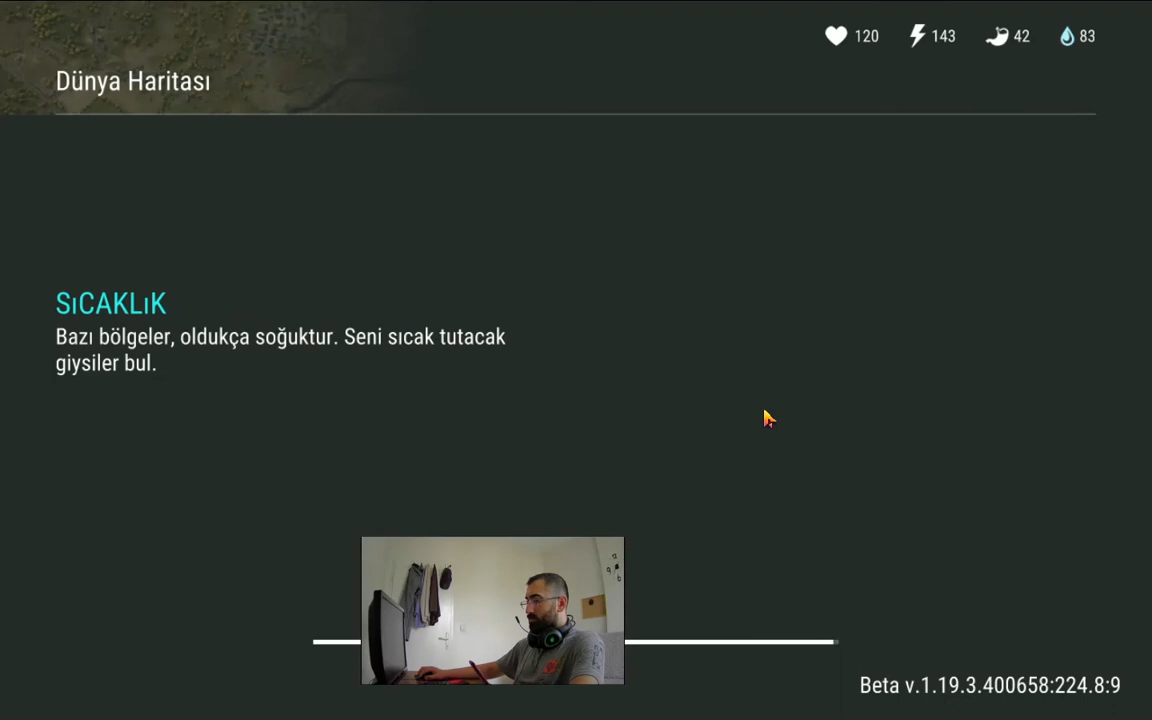 120 143 42 83
Dünya Haritası
SıCAKLıK
Bazı bölgeler, oldukça soğuktur. Seni sıcak tutacak
giysiler bul.
Beta v.1.19.3.400658:224.8:9